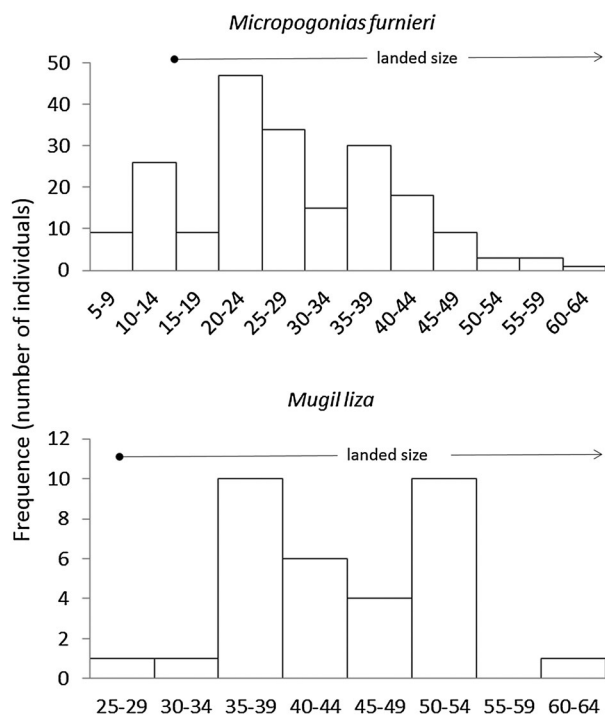 Micropogonias furnieri
landed size
50
40
30
20
10
0
5-9 10-14 15-19 20-24 25-29 30-34 35-39 40-44 45-49 50-54 55-59 60-64
Frequence (number of individuals)
Mugil liza
landed size
12
10
8
6
4
2
0
25-29 30-34 35-39 40-44 45-49 50-54 55-59 60-64